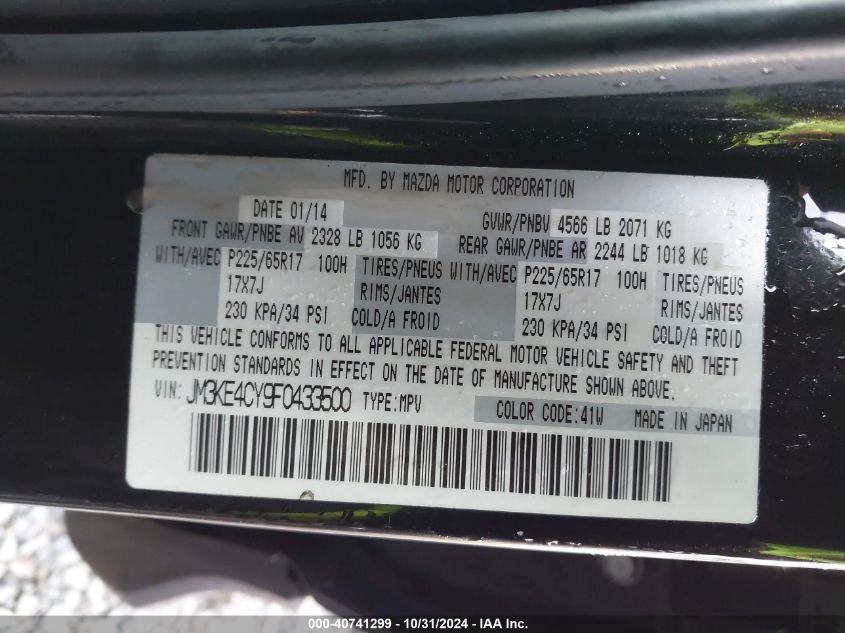 MFD. BY MAZDA MOTOR CORPORATION
DATE 01/14 GVWR/PNBV 4566 LB 2071 KG
FRONT GAWR/PNBE AV 2328 LB 1056 KG REAR GAWR/PNBE AR 2244 LB 1018 KG
WITH/AVEC P225/65R17 100H TIRES/PNEUS WITH/AVEC P225/65R17 100H TIRES/PNEUS
17X7J RIMS/JANTES 17X7J RIMS/JANTES
230 KPA/34 PSI COLD/A FROID 230 KPA/34 PSI COLD/A FROID
THIS VEHICLE CONFORMS TO ALL APPLICABLE FEDERAL MOTOR VEHICLE SAFETY AND THEFT
PREVENTION STANDARDS IN EFFECT ON THE DATE OF MANUFACTURE SHOWN ABOVE.
VIN: JM3KE4CY9F0433500 TYPE:MPV COLOR CODE:41W MADE IN JAPAN
000-40741299 - 10/31/2024 - IAA Inc.